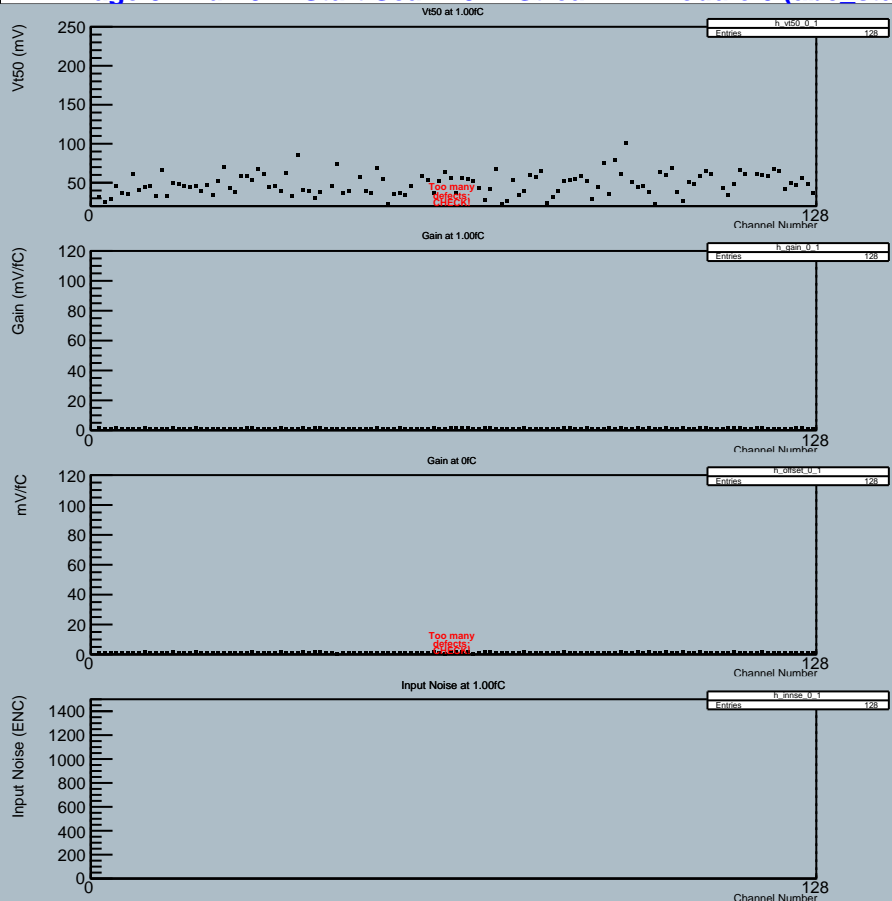 Vt50 at 1.00fC
h_vt50_0_1
Entries 128
Vt50 (mV)
250
200
150
100
50
Too many
defects:
CHECK!
0
128
Channel Number
Gain at 1.00fC
h_gain_0_1
Entries 128
Gain (mV/fC)
120
100
80
60
40
20
0
0
128
Channel Number
Gain at 0fC
h_offset_0_1
Entries 128
mV/fC
120
100
80
60
40
20
0
Too many
defects:
0
128
Channel Number
Input Noise at 1.00fC
h_innse_0_1
Entries 128
Input Noise (ENC)
1400
1200
1000
800
600
400
200
0
0
128
Channel Number